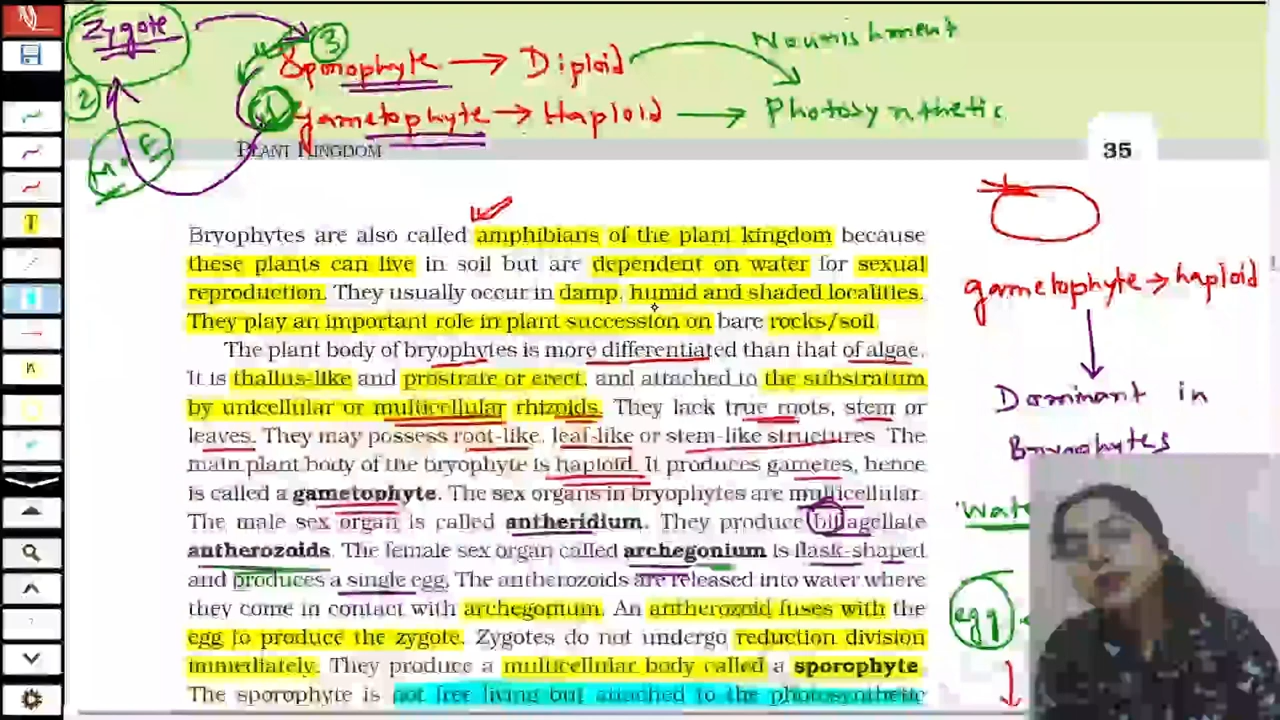 Zygote
3
Sporophyte → Diploid
Nourishment
2
gametophyte → Haploid → Photosynthetic
M. F
PLANT KINGDOM
35
Bryophytes are also called amphibians of the plant kingdom because
these plants can live in soil but are dependent on water for sexual
reproduction. They usually occur in damp, humid and shaded localities.
They play an important role in plant succession on bare rocks/soil.
The plant body of bryophytes is more differentiated than that of algae.
It is thallus-like and prostrate or erect, and attached to the substratum
by unicellular or multicellular rhizoids. They lack true roots, stem or
leaves. They may possess root-like, leaf-like or stem-like structures. The
main plant body of the bryophyte is haploid. It produces gametes, hence
is called a gametophyte. The sex organs in bryophytes are multicellular.
The male sex organ is called antheridium. They produce biflagellate
antherozoids. The female sex organ called archegonium is flask-shaped
and produces a single egg. The antherozoids are released into water where
they come in contact with archegonium. An antherozoid fuses with the
egg to produce the zygote. Zygotes do not undergo reduction division
immediately. They produce a multicellular body called a sporophyte.
The sporophyte is not free living but attached to the photosynthetic
gametophyte → haploid
Dominant in
Bryophytes
Wate
egg